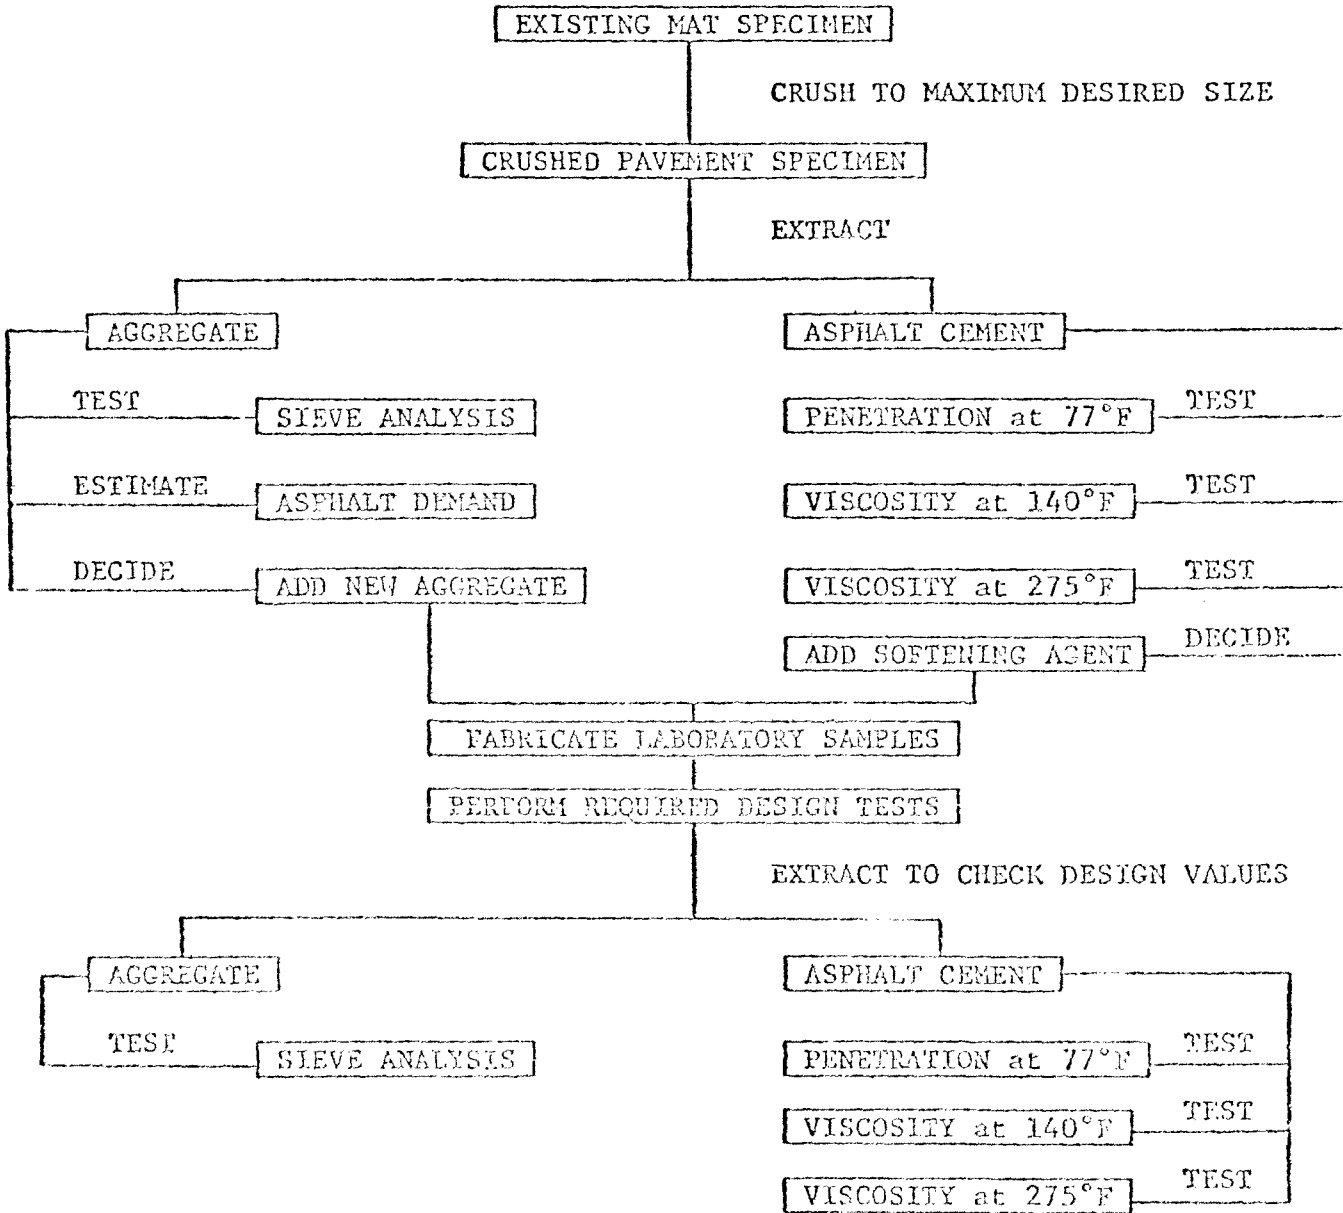 EXISTING MAT SPECIMEN
CRUSH TO MAXIMUM DESIRED SIZE
CRUSHED PAVEMENT SPECIMEN
EXTRACT
AGGREGATE
ASPHALT CEMENT
TEST
SIEVE ANALYSIS
PENETRATION at 77°F
TEST
ESTIMATE
ASPHALT DEMAND
VISCOSITY at 140°F
TEST
DECIDE
ADD NEW AGGREGATE
VISCOSITY at 275°F
TEST
ADD SOFTENING AGENT
DECIDE
FABRICATE LABORATORY SAMPLES
PERFORM REQUIRED DESIGN TESTS
EXTRACT TO CHECK DESIGN VALUES
AGGREGATE
ASPHALT CEMENT
TEST
SIEVE ANALYSIS
PENETRATION at 77°F
TEST
VISCOSITY at 140°F
TEST
VISCOSITY at 275°F
TEST